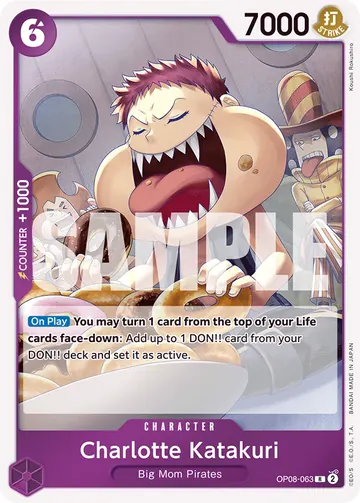 6
7000
打
STRIKE
Koushi Rokushiro
COUNTER +1000
SAMPLE
On Play You may turn 1 card from the top of your Life
cards face-down: Add up to 1 DON!! card from your
DON!! deck and set it as active.
CHARACTER
Charlotte Katakuri
Big Mom Pirates
OP08-063 R 2
©E.O./S. ©E.O./S., T.A. BANDAI MADE IN JAPAN